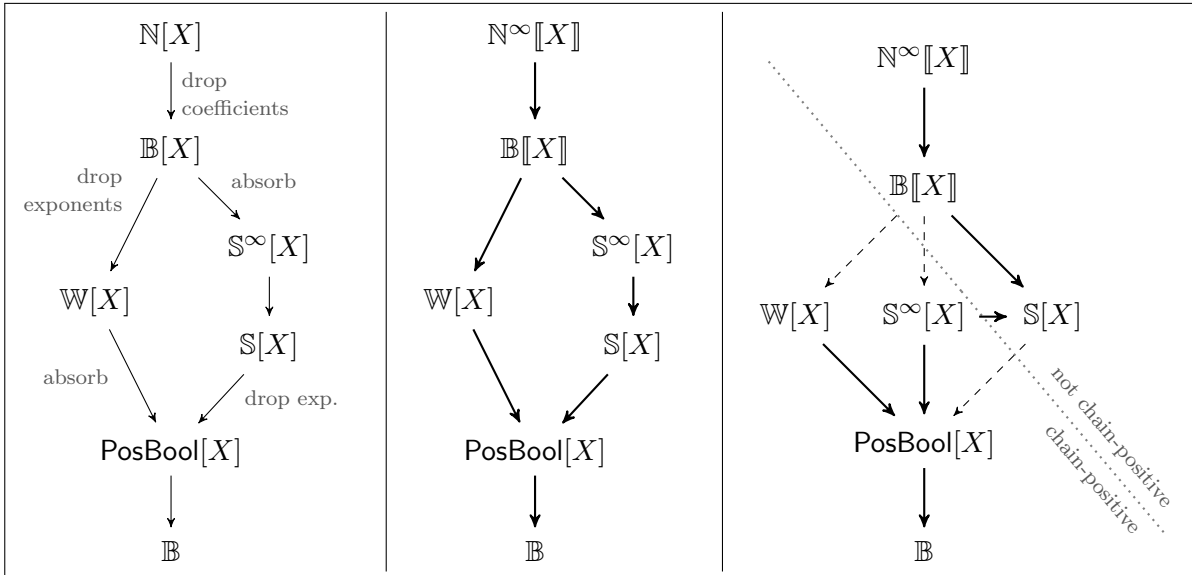 ℕ[X]
drop
coefficients
𝔹[X]
drop
exponents
absorb
𝕊∞[X]
𝕎[X]
𝕊[X]
absorb
drop exp.
PosBool[X]
𝔹
ℕ∞⟦X⟧
𝔹⟦X⟧
𝕊∞[X]
𝕎[X]
𝕊[X]
PosBool[X]
𝔹
ℕ∞⟦X⟧
𝔹⟦X⟧
𝕎[X] 𝕊∞[X] 𝕊[X]
not chain-positive
chain-positive
PosBool[X]
𝔹